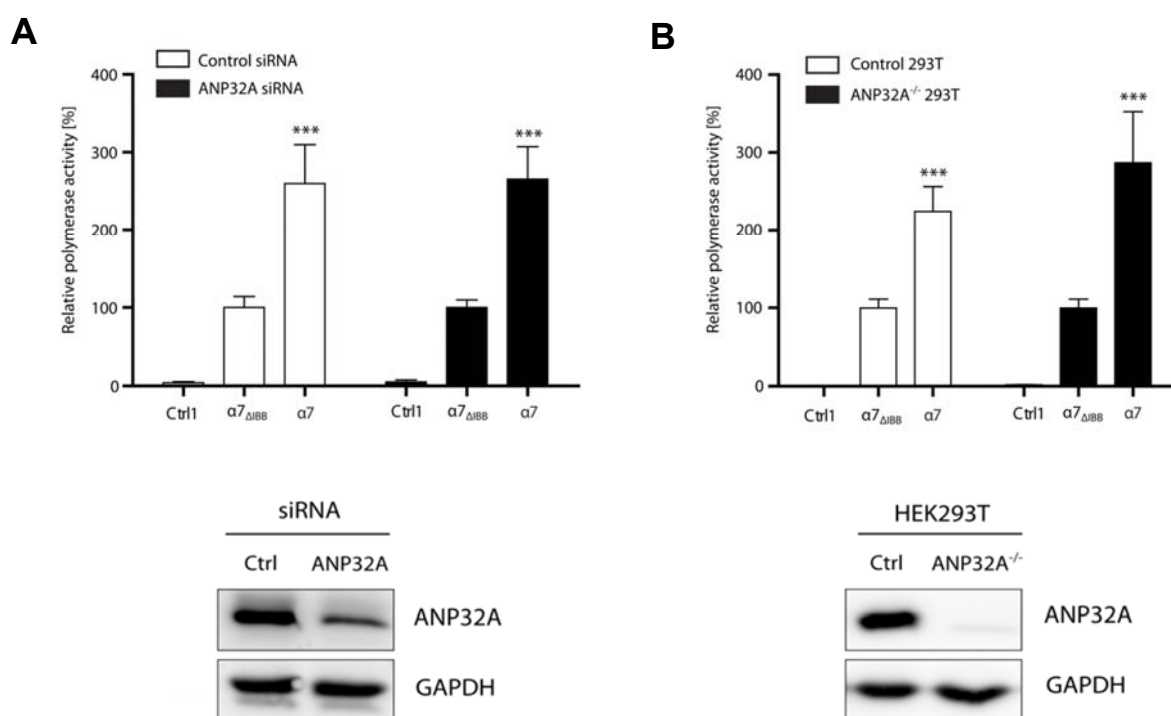 A
Control siRNA
ANP32A siRNA
Relative polymerase activity [%]
400
300
200
100
0
***
***
Ctrl1 α7ΔIBB α7 Ctrl1 α7ΔIBB α7
siRNA
Ctrl ANP32A
ANP32A
GAPDH
B
Control 293T
ANP32A-/- 293T
Relative polymerase activity [%]
400
300
200
100
0
***
***
Ctrl1 α7ΔIBB α7 Ctrl1 α7ΔIBB α7
HEK293T
Ctrl ANP32A-/-
ANP32A
GAPDH